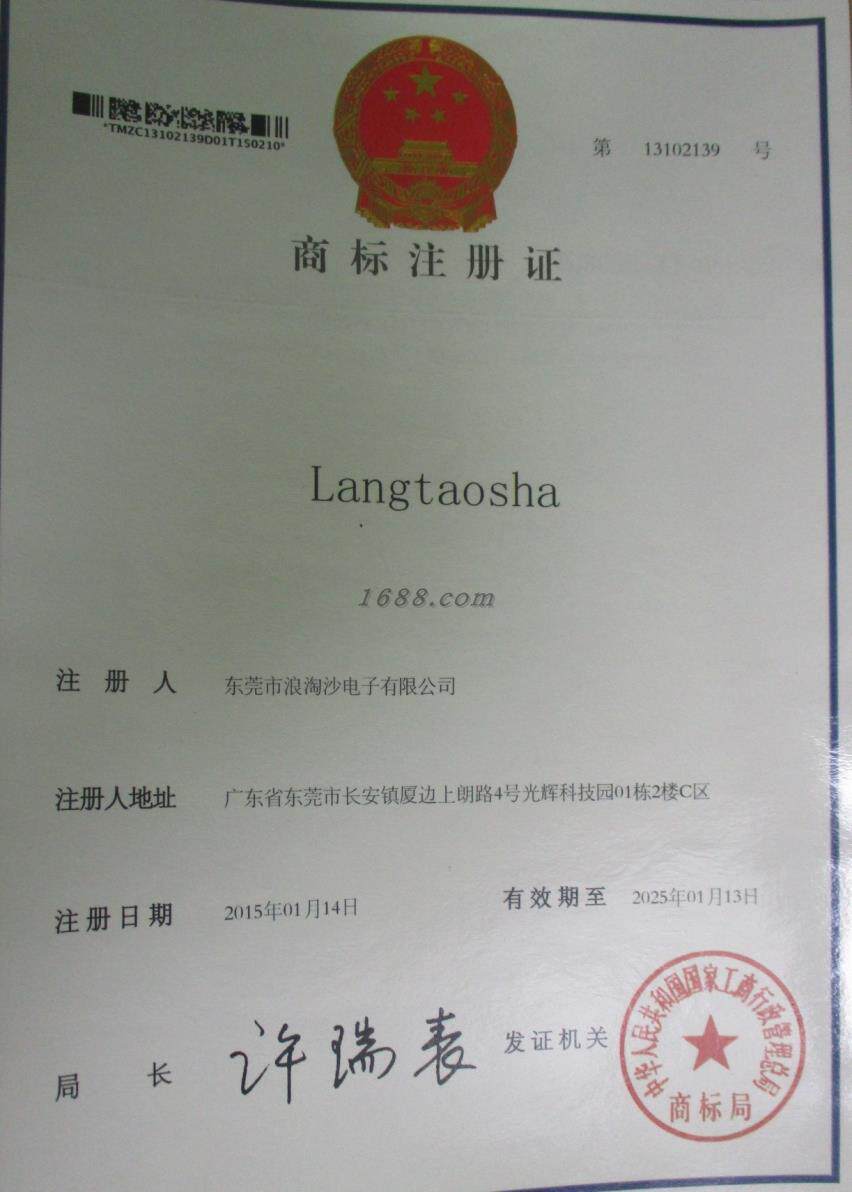 *TMZC13102139D01T150210*
第 13102139 号
商标注册证
Langtaosha
1688.com
注册人 东莞市浪淘沙电子有限公司
注册人地址 广东省东莞市长安镇厦边上朗路4号光辉科技园01栋2楼C区
注册日期 2015年01月14日 有效期至 2025年01月13日
局长 许瑞表 发证机关
中华人民共和国国家工商行政管理总局
商标局